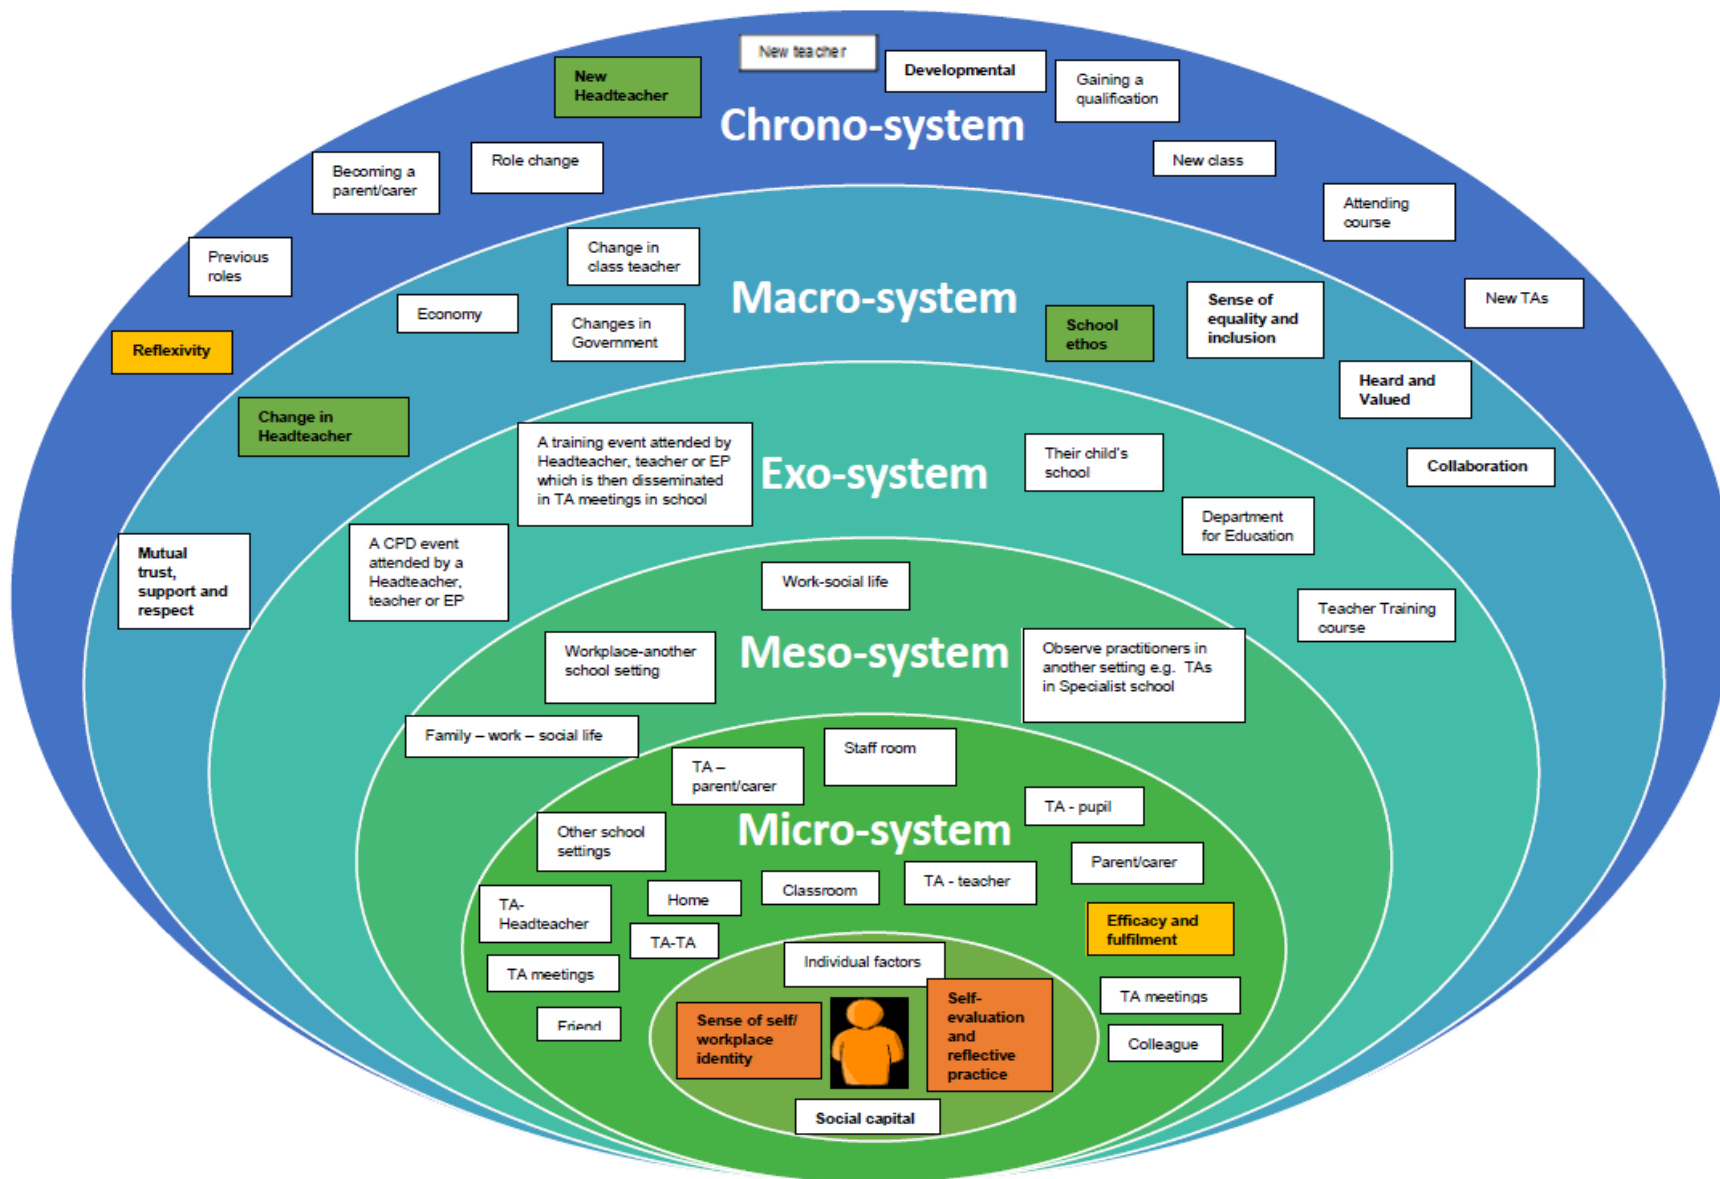 New teacher
Developmental
New
Headteacher
Gaining a
qualification
Chrono-system
Role change
New class
Becoming a
parent/carer
Attending
course
Previous
roles
New TAs
Reflexivity
Change in
class teacher
Macro-system
Economy
Changes in
Government
School
ethos
Sense of
equality and
inclusion
Heard and
Valued
Change in
Headteacher
Collaboration
Mutual
trust,
support and
respect
A training event attended by
Headteacher, teacher or EP
which is then disseminated
in TA meetings in school
Exo-system
Their child's
school
Department
for Education
A CPD event
attended by a
Headteacher,
teacher or EP
Teacher Training
course
Work-social life
Workplace-another
school setting
Meso-system
Observe practitioners in
another setting e.g. TAs
in Specialist school
Family – work – social life
Staff room
TA –
parent/carer
TA - pupil
Micro-system
Other school
settings
Parent/carer
TA-
Headteacher
Home
Classroom
TA - teacher
Efficacy and
fulfilment
TA-TA
TA meetings
Friend
TA meetings
Colleague
Individual factors
Sense of self/
workplace
identity
Self-
evaluation
and
reflective
practice
Social capital